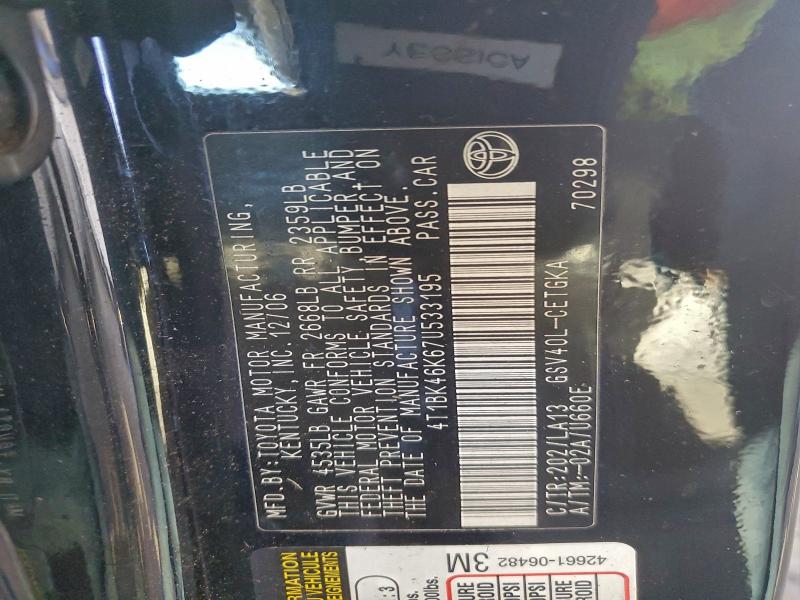 MFD. BY: TOYOTA MOTOR MANUFACTURING,
KENTUCKY, INC. 12/06
GVWR 4535LB GAWR FR 2668LB RR 2359LB
THIS VEHICLE CONFORMS TO ALL APPLICABLE
FEDERAL MOTOR VEHICLE SAFETY, BUMPER AND
THEFT PREVENTION STANDARDS IN EFFECT ON
THE DATE OF MANUFACTURE SHOWN ABOVE.
4T1BK46K67U533195 PASS.CAR
C/TR:202/LA13 GSV40L-CETGKA
A/TM:-02A/U660E 70298
42661-06482
3M